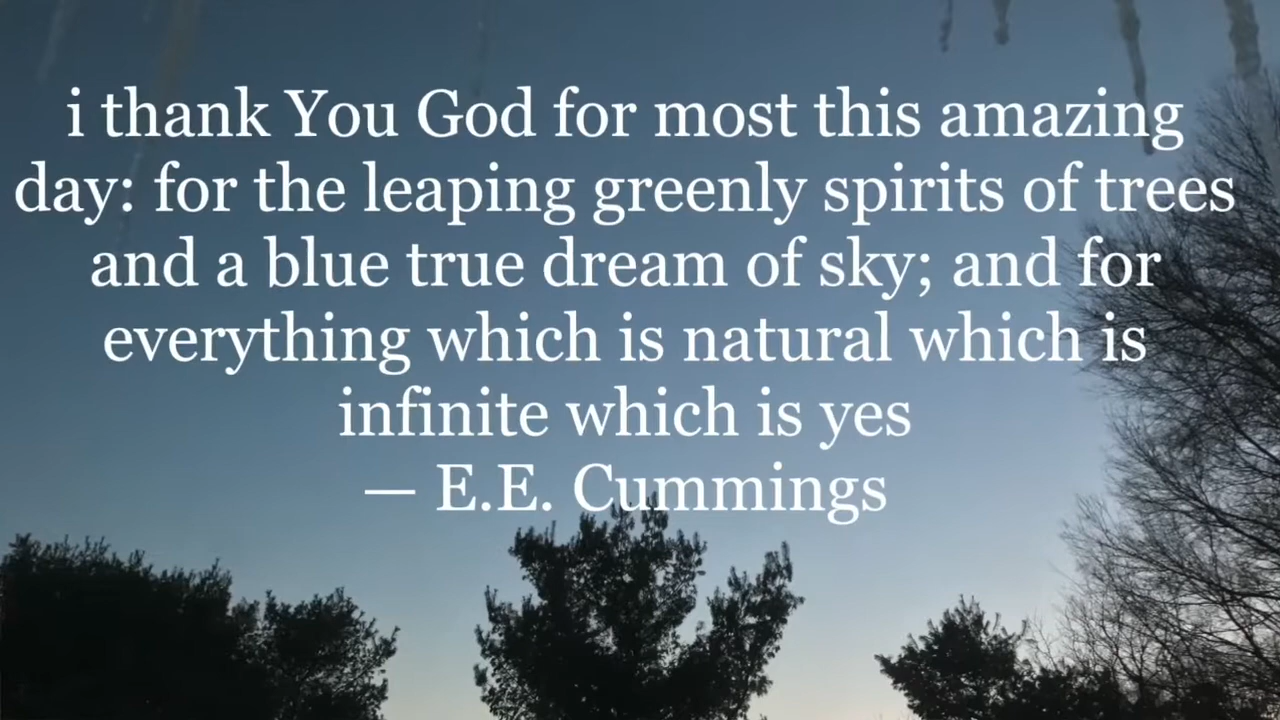 i thank You God for most this amazing
day: for the leaping greenly spirits of trees
and a blue true dream of sky; and for
everything which is natural which is
infinite which is yes
— E.E. Cummings